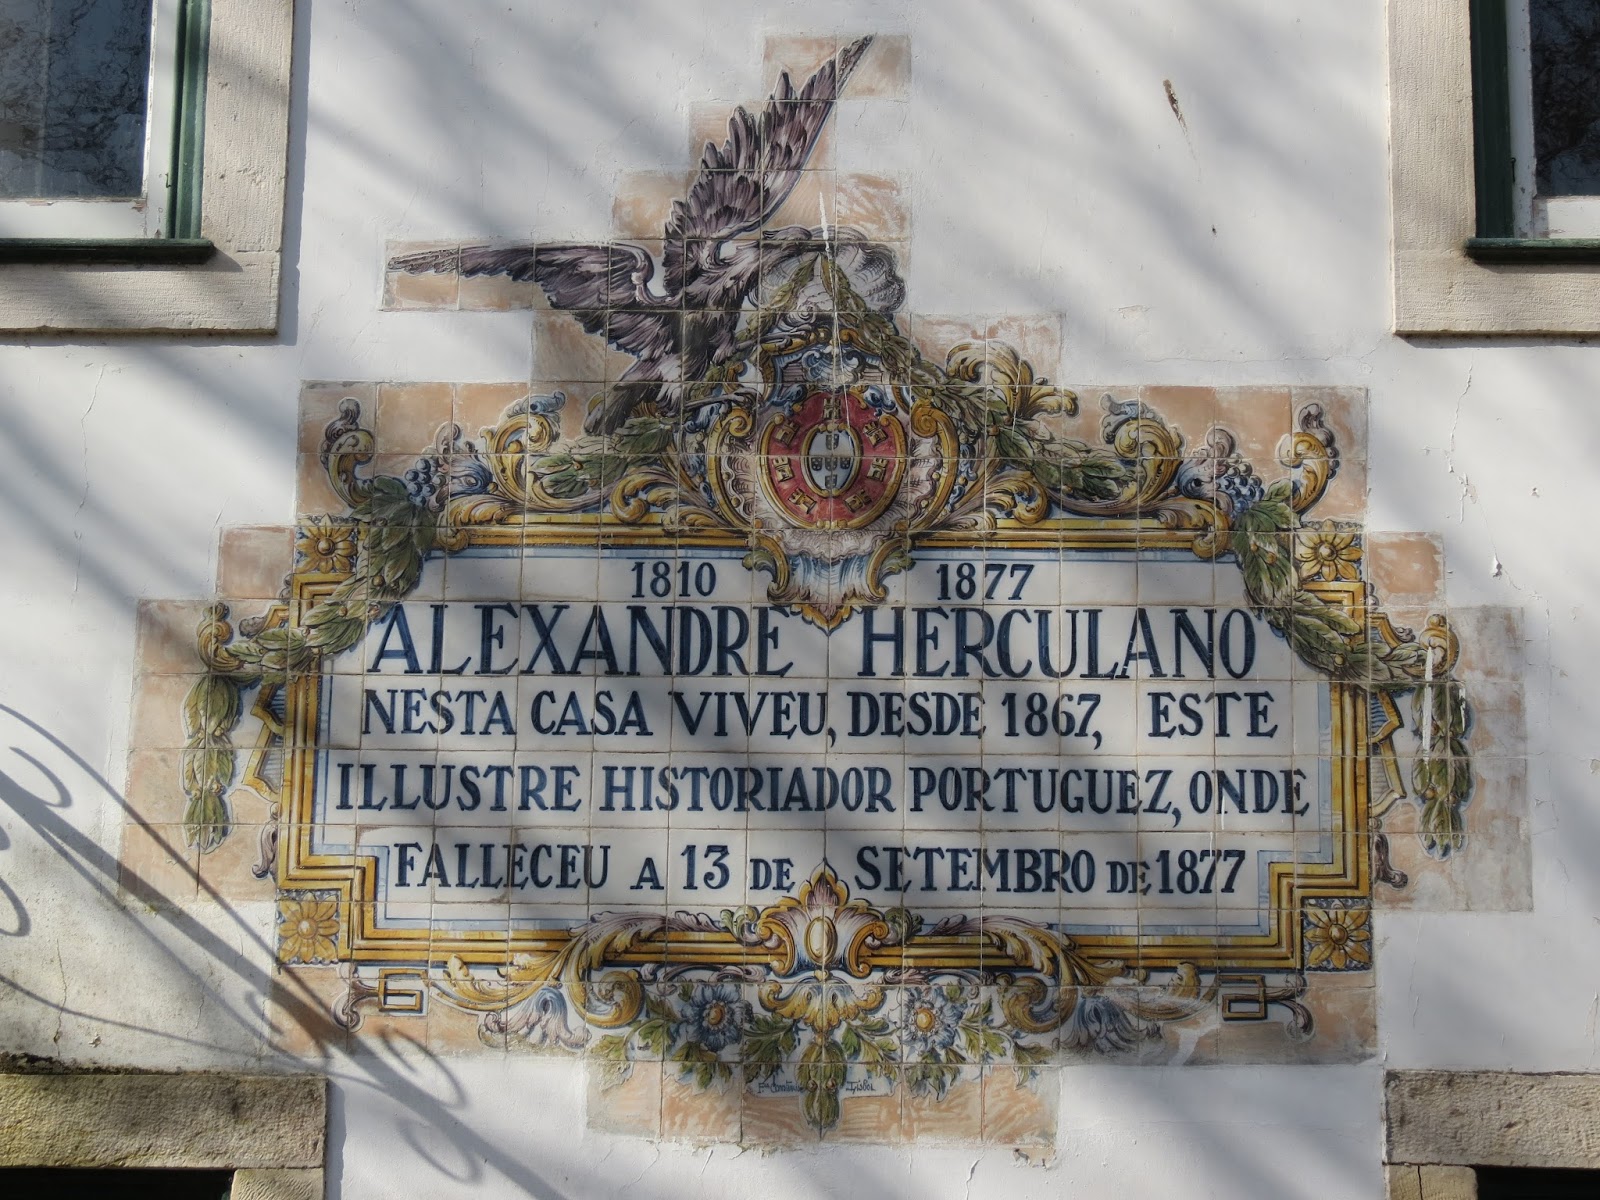 1810 1877
ALEXANDRE HERCULANO
NESTA CASA VIVEU, DESDE 1867, ESTE
ILLUSTRE HISTORIADOR PORTUGUEZ, ONDE
FALLECEU A 13 DE SETEMBRO DE 1877